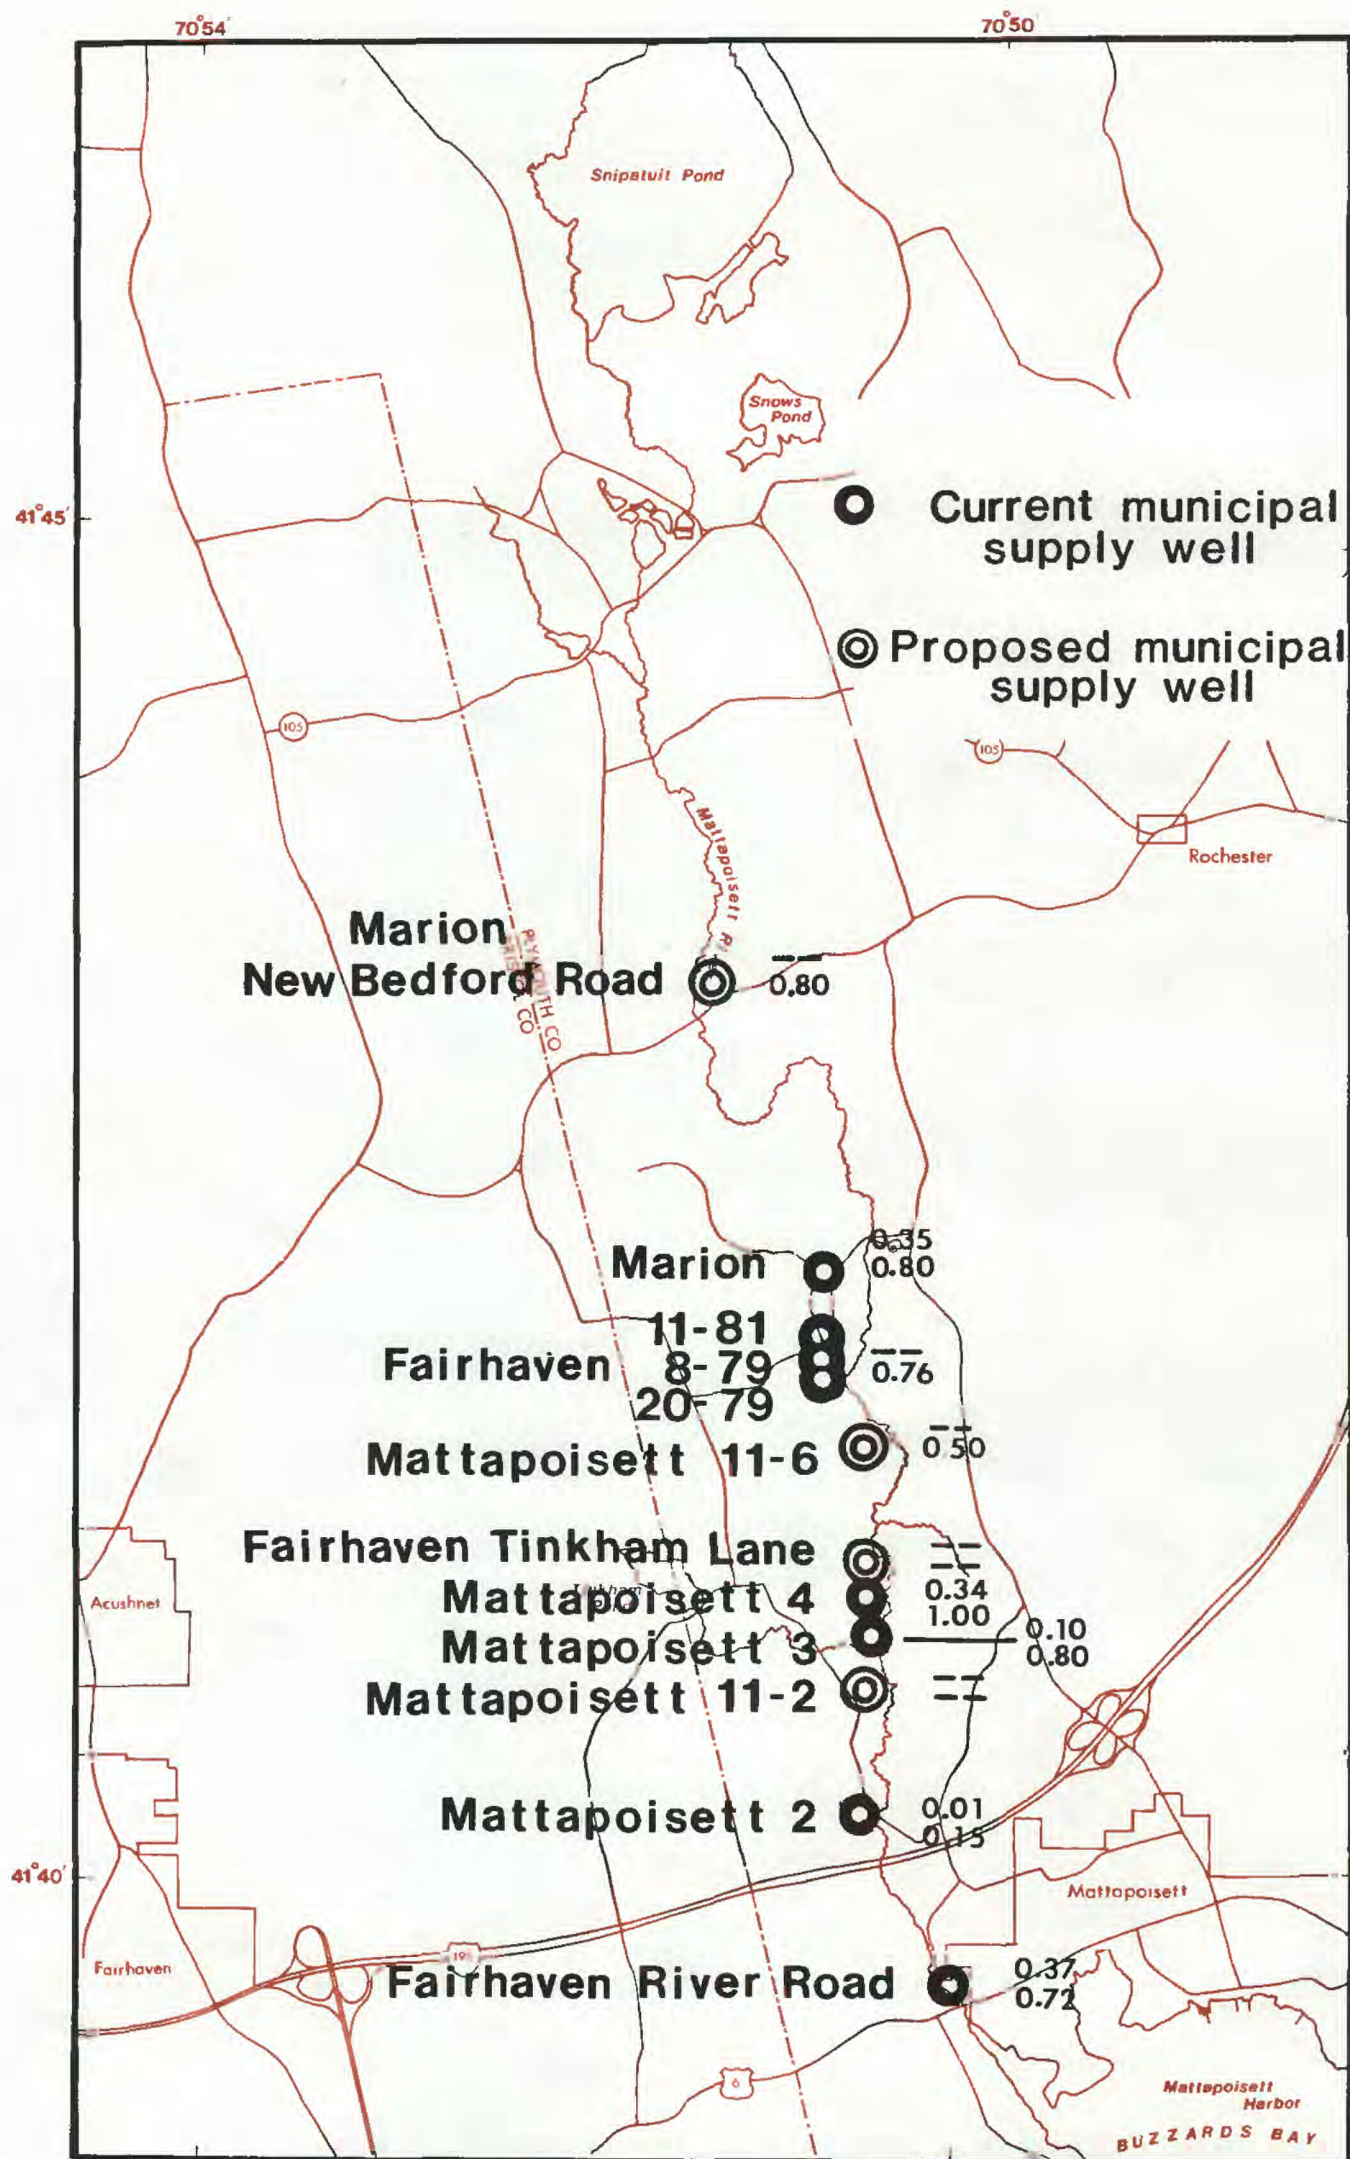 70°54'
70°50'
Snipatuit Pond
Snows
Pond
41°45'
Current municipal
supply well
Proposed municipal
supply well
105
105
Rochester
Mattapoisett
Marion
PLYMOUTH CO
CO
New Bedford Road
--
0.80
Marion
0.35
0.80
11-81
Fairhaven 8-79
20-79
--
0.76
Mattapoisett 11-6
--
0.50
Fairhaven Tinkham Lane
--
--
Acushnet
Mattapoisett 4
0.34
1.00
Mattapoisett 3
0.10
0.80
Mattapoisett 11-2
--
--
Mattapoisett 2
0.01
0.15
41°40'
Mattapoisett
Fairhaven
195
Fairhaven River Road
0.37
0.72
6
Mattapoisett
Harbor
BUZZARDS BAY